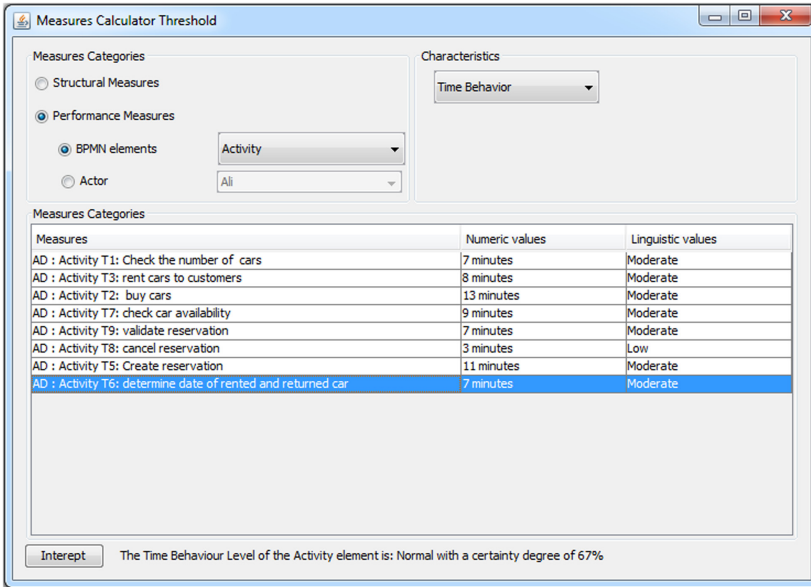 Measures Calculator Threshold
Measures Categories
Characteristics
Structural Measures
Time Behavior
Performance Measures
BPMN elements
Activity
Actor
Ali
Measures Categories
Measures Numeric values Linguistic values
AD : Activity T1: Check the number of cars 7 minutes Moderate
AD : Activity T3: rent cars to customers 8 minutes Moderate
AD : Activity T2: buy cars 13 minutes Moderate
AD : Activity T7: check car availability 9 minutes Moderate
AD : Activity T9: validate reservation 7 minutes Moderate
AD : Activity T8: cancel reservation 3 minutes Low
AD : Activity T5: Create reservation 11 minutes Moderate
AD : Activity T6: determine date of rented and returned car 7 minutes Moderate
Interept The Time Behaviour Level of the Activity element is: Normal with a certainty degree of 67%